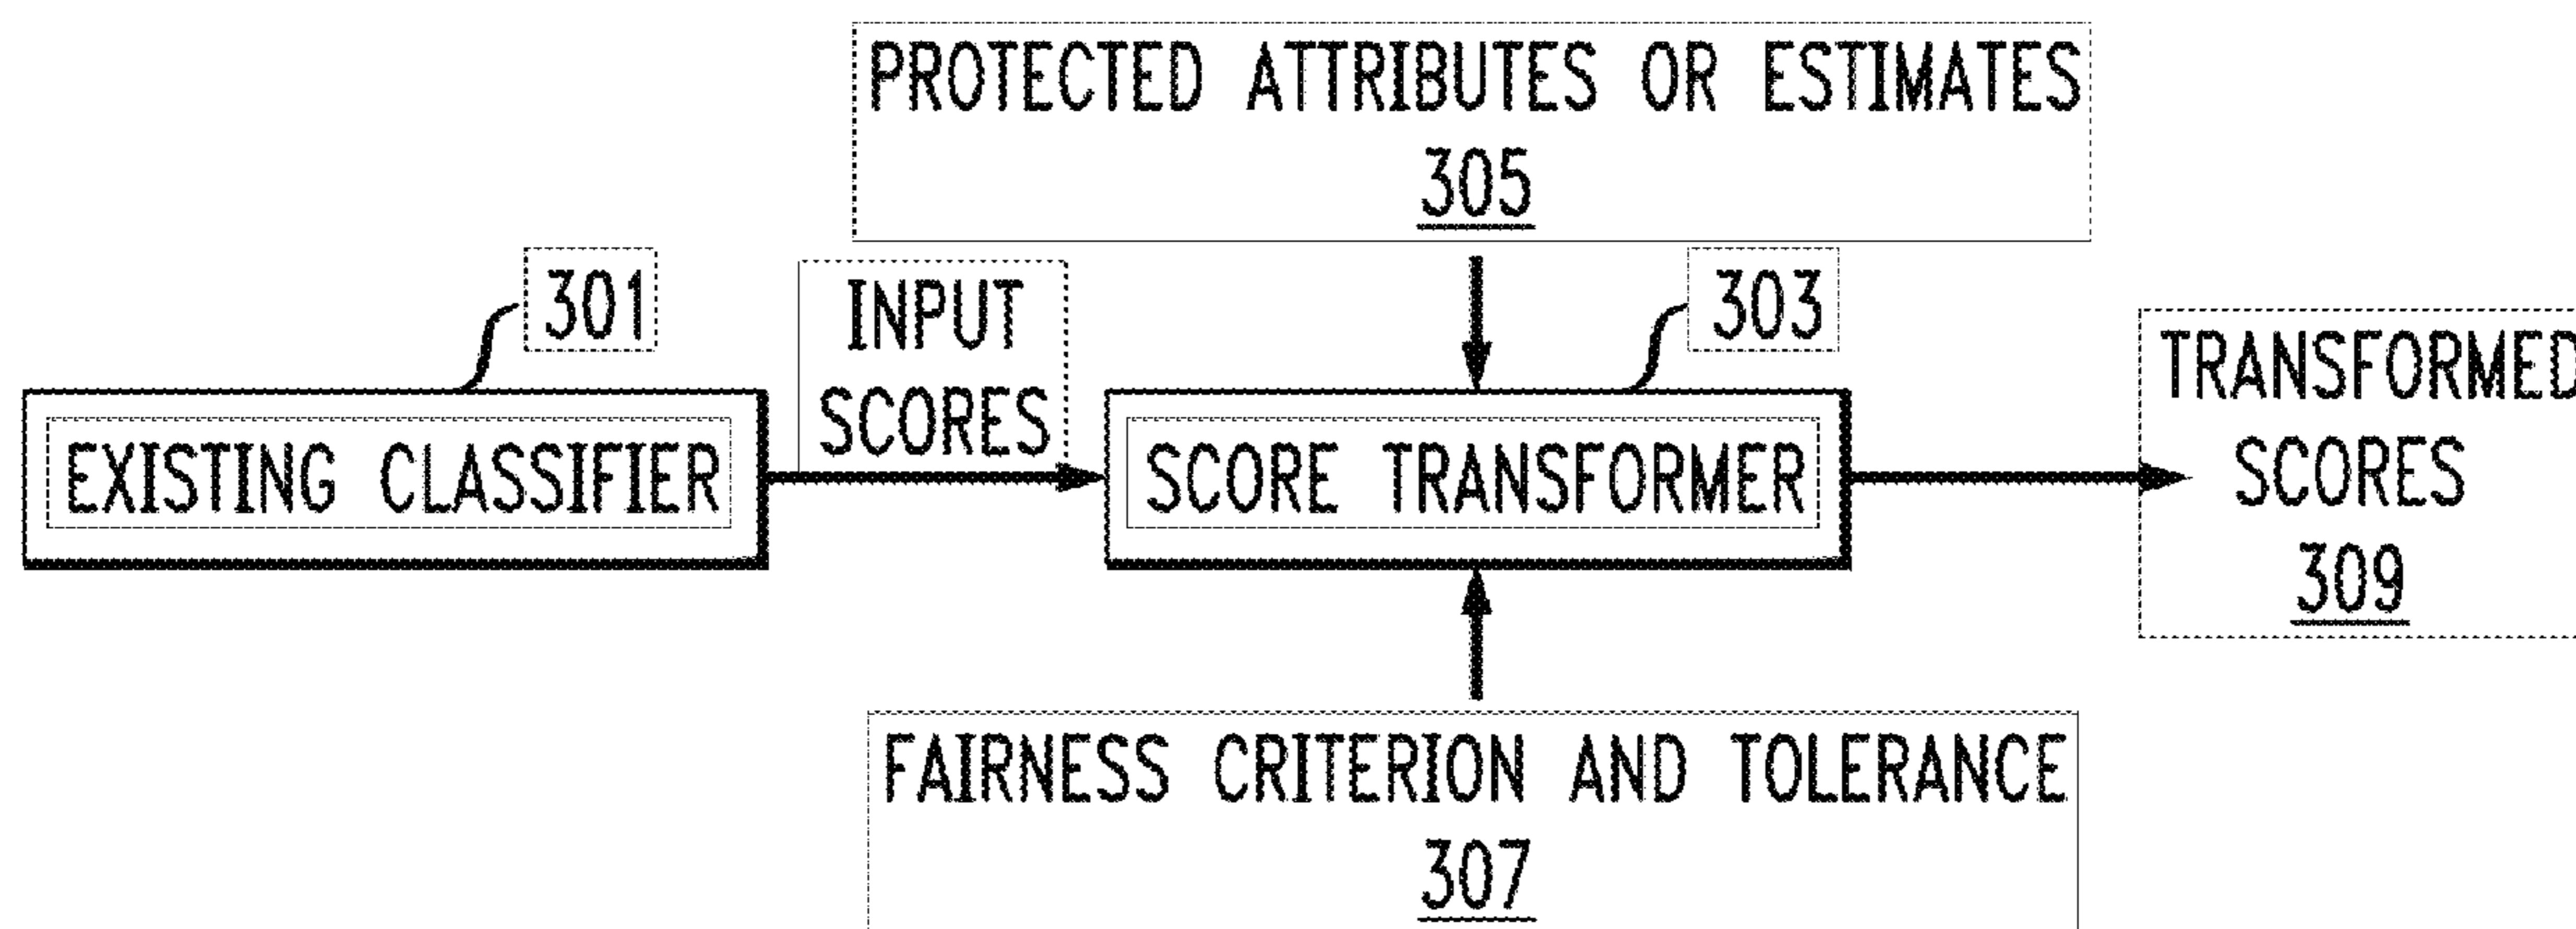 PROTECTED ATTRIBUTES OR ESTIMATES
305
301
INPUT
SCORES
303
EXISTING CLASSIFIER
SCORE TRANSFORMER
TRANSFORMED
SCORES
309
FAIRNESS CRITERION AND TOLERANCE
307